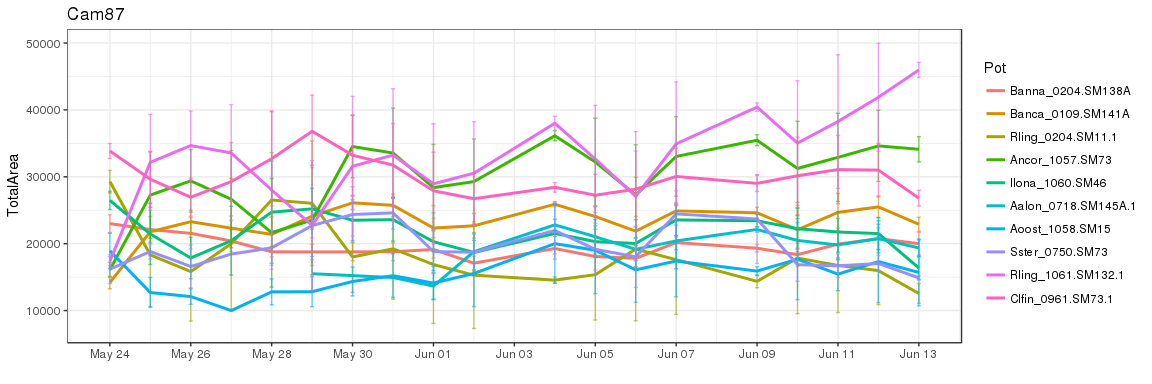 Cam87
TotalArea
50000
40000
30000
20000
10000
May 24
May 26
May 28
May 30
Jun 01
Jun 03
Jun 05
Jun 07
Jun 09
Jun 11
Jun 13
Pot
Banna_0204.SM138A
Banca_0109.SM141A
Rling_0204.SM11.1
Ancor_1057.SM73
Ilona_1060.SM46
Aalon_0718.SM145A.1
Aoost_1058.SM15
Sster_0750.SM73
Rling_1061.SM132.1
Clfin_0961.SM73.1